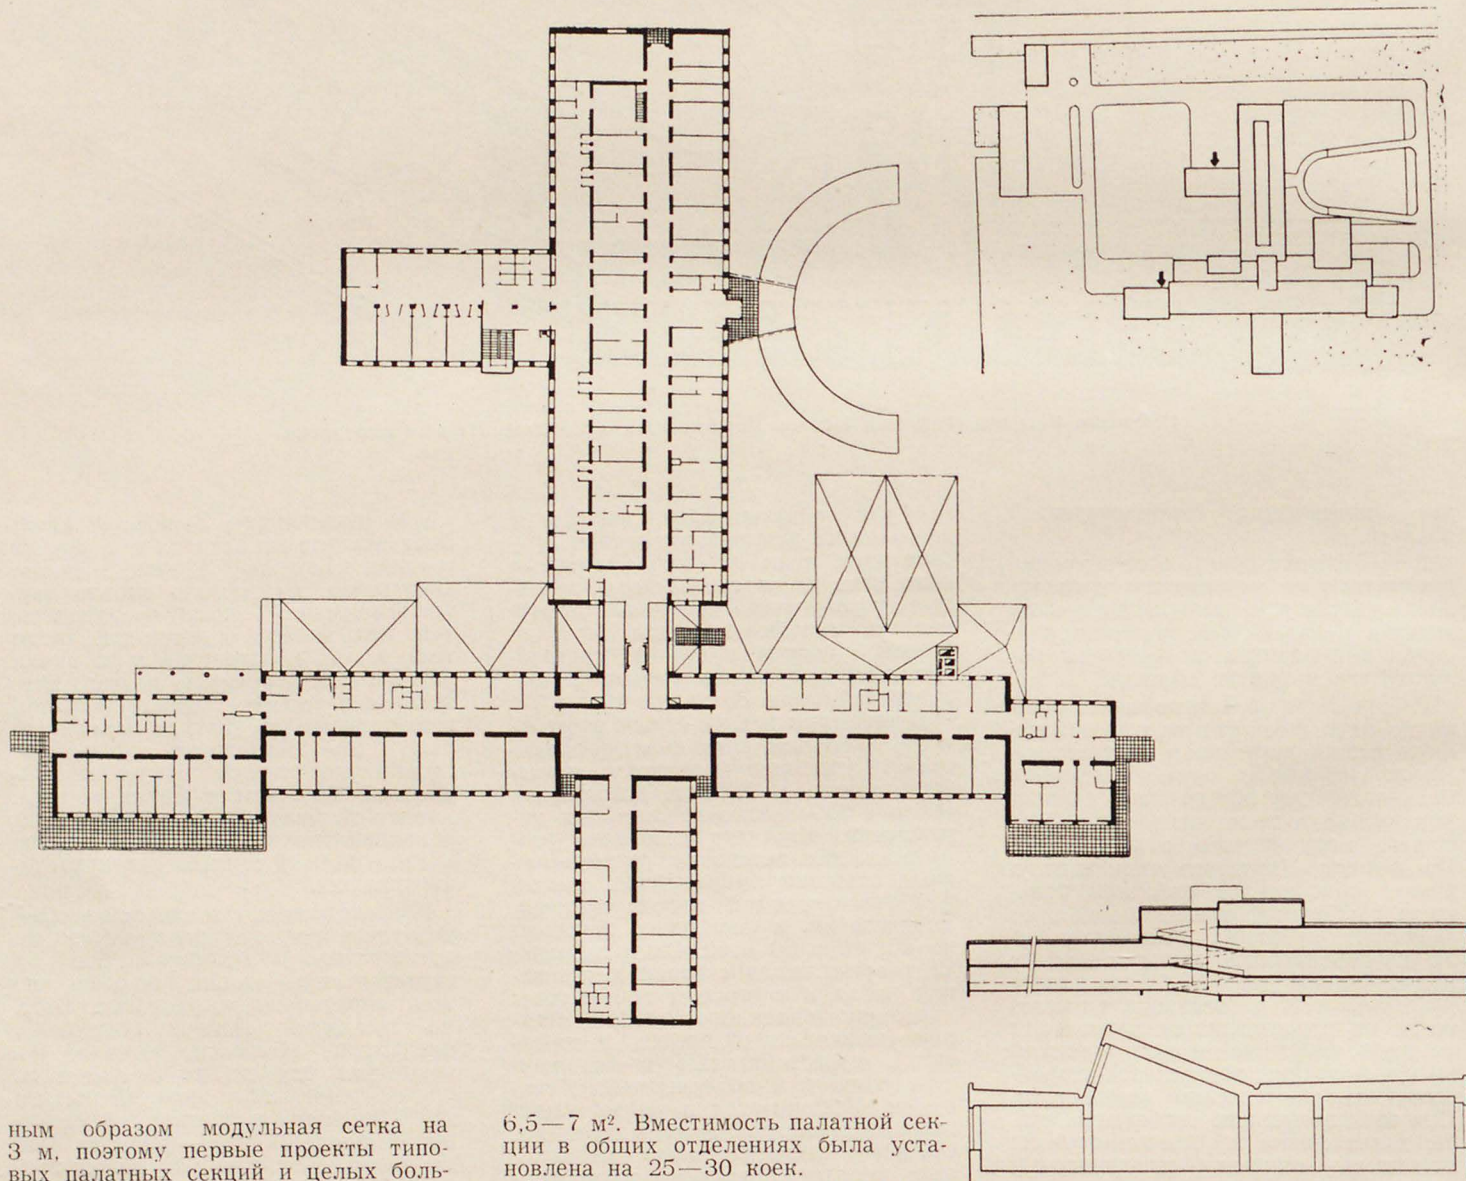 ным образом модульная сетка на
3 м, поэтому первые проекты типо-
вых палатных секций и целых боль-
6,5—7 м². Вместимость палатной сек-
ции в общих отделениях была уста-
новлена на 25—30 коек.